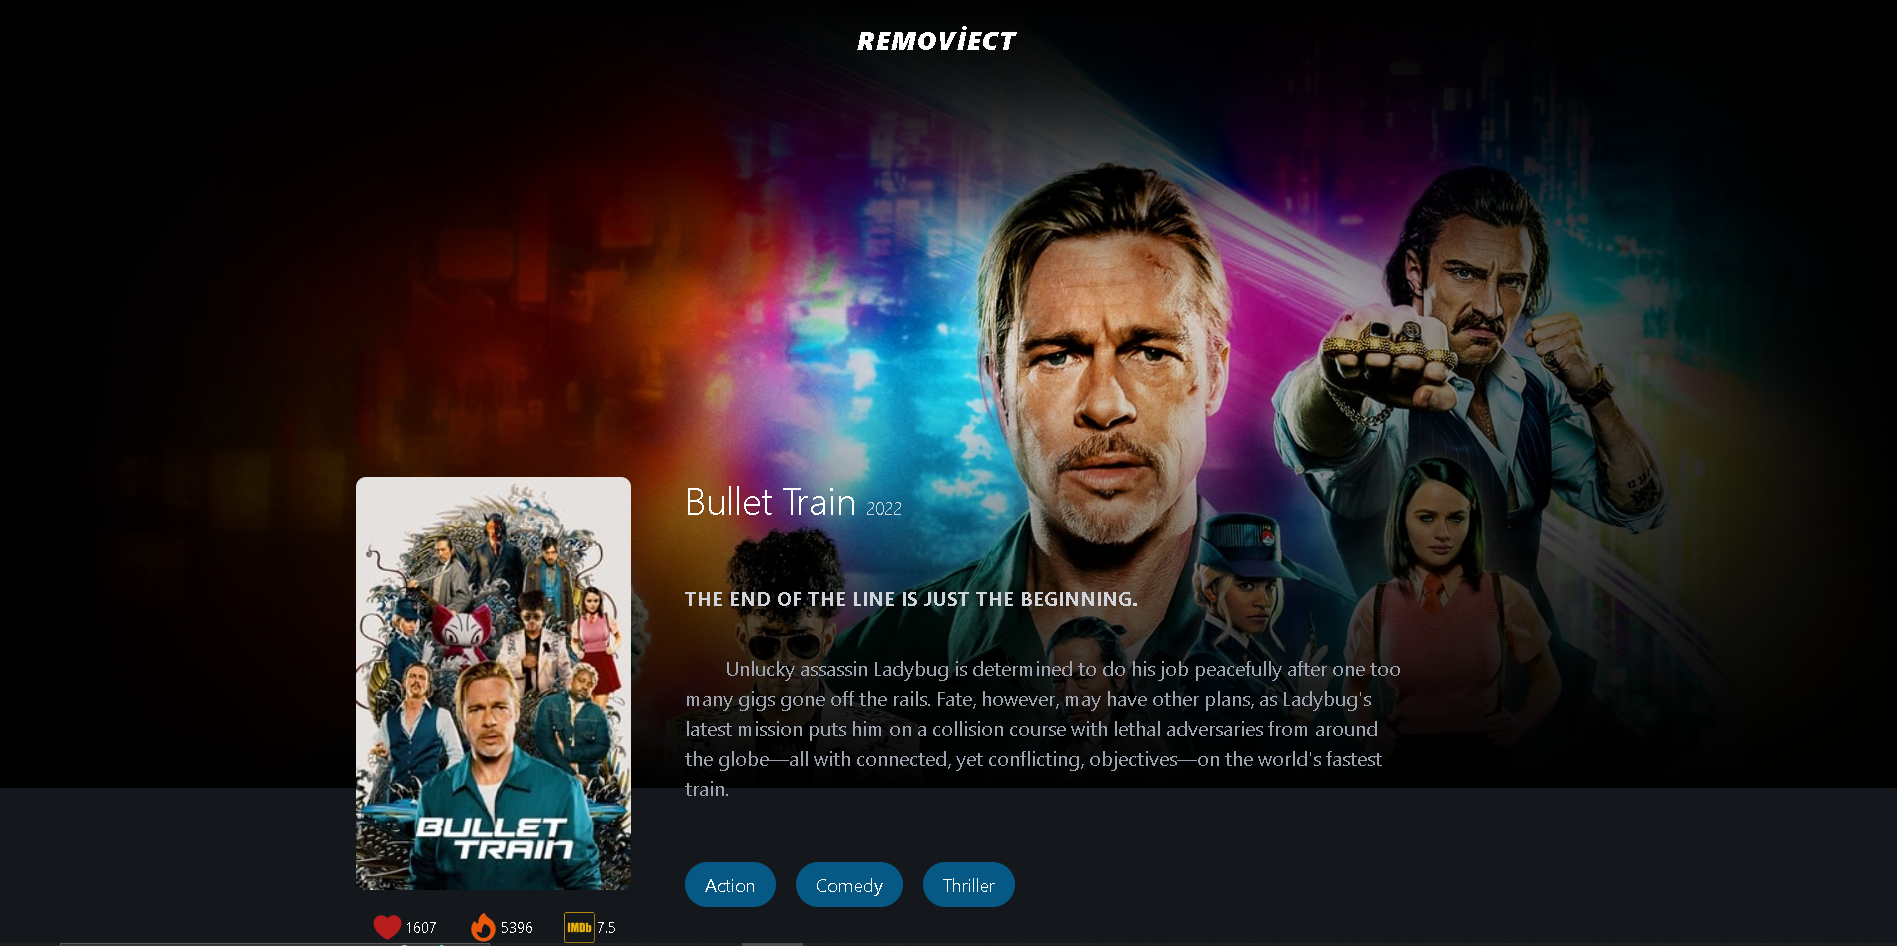 REMOVİECT
Bullet Train 2022
THE END OF THE LINE IS JUST THE BEGINNING.
Unlucky assassin Ladybug is determined to do his job peacefully after one too
many gigs gone off the rails. Fate, however, may have other plans, as Ladybug's
latest mission puts him on a collision course with lethal adversaries from around
the globe—all with connected, yet conflicting, objectives—on the world's fastest
train.
BULLET
TRAIN
Action Comedy Thriller
1607 5396 IMDb 7.5